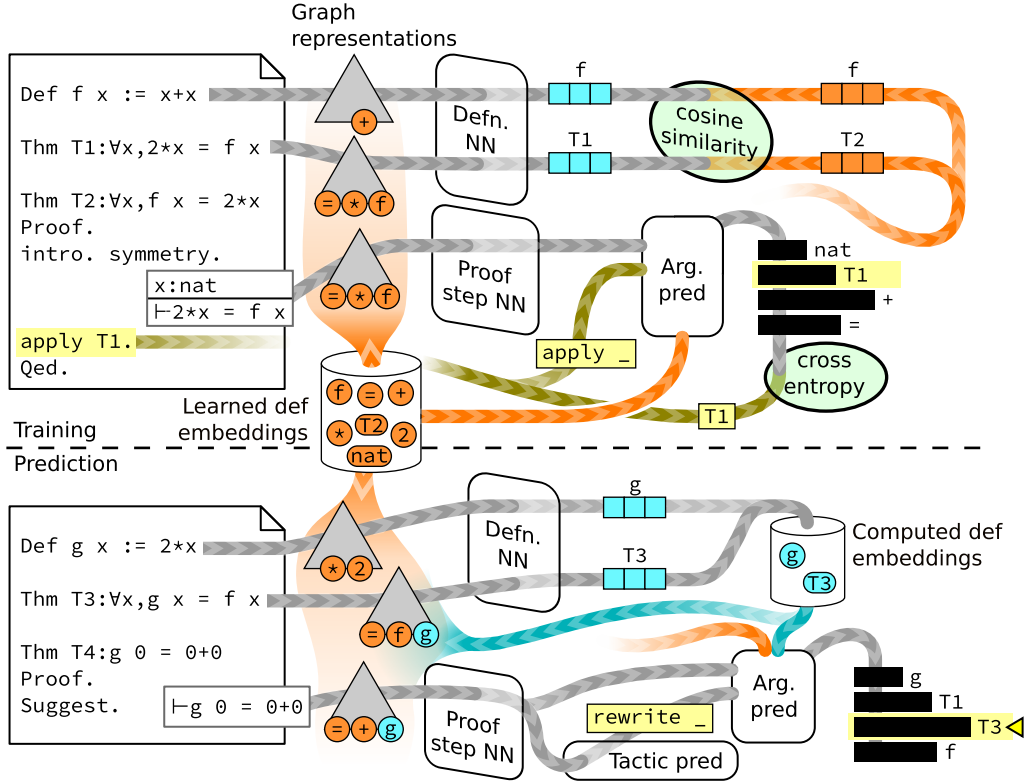 Graph
representations
Def f x := x+x
Thm T1:∀x,2*x = f x
Thm T2:∀x,f x = 2*x
Proof.
intro. symmetry.
x:nat
⊢2*x = f x
apply T1.
Qed.
+
= * f
= * f
Defn.
NN
f
T1
cosine
similarity
f
T2
Proof
step NN
Arg.
pred
apply _
nat
T1
+
=
cross
entropy
T1
Learned def
embeddings
f = +
* T2 2
nat
Training
Prediction
Def g x := 2*x
Thm T3:∀x,g x = f x
Thm T4:g 0 = 0+0
Proof.
Suggest.
⊢g 0 = 0+0
* 2
= f g
= + g
Defn.
NN
g
T3
Computed def
embeddings
g
T3
Proof
step NN
rewrite _
Tactic pred
Arg.
pred
g
T1
T3
f